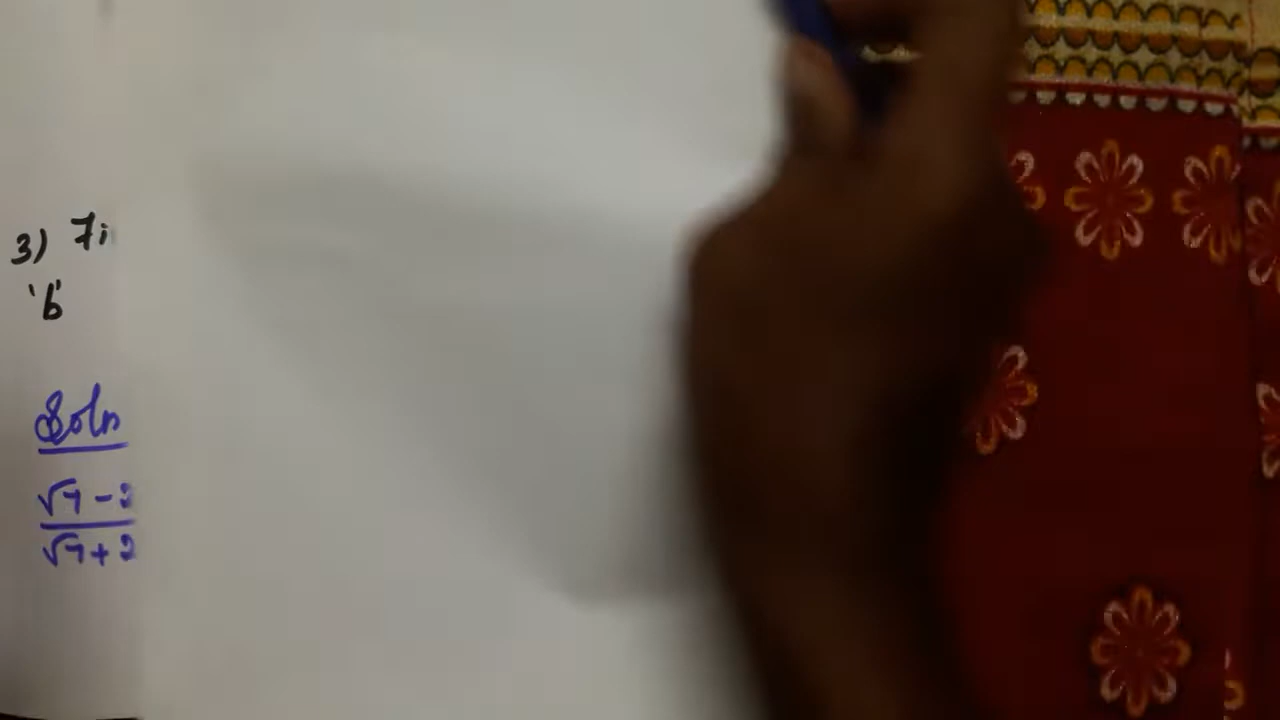 3) Fi
'b'
Soln
√7 - 2
√7 + 2